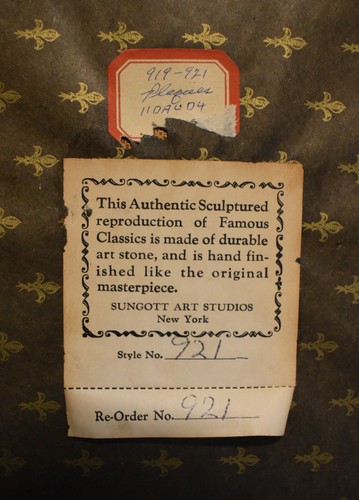 919-921
Plaques
This Authentic Sculptured
reproduction of Famous
Classics is made of durable
art stone, and is hand fin-
ished like the original
masterpiece.
SUNGOTT ART STUDIOS
New York
Style No. 921
Re-Order No. 921